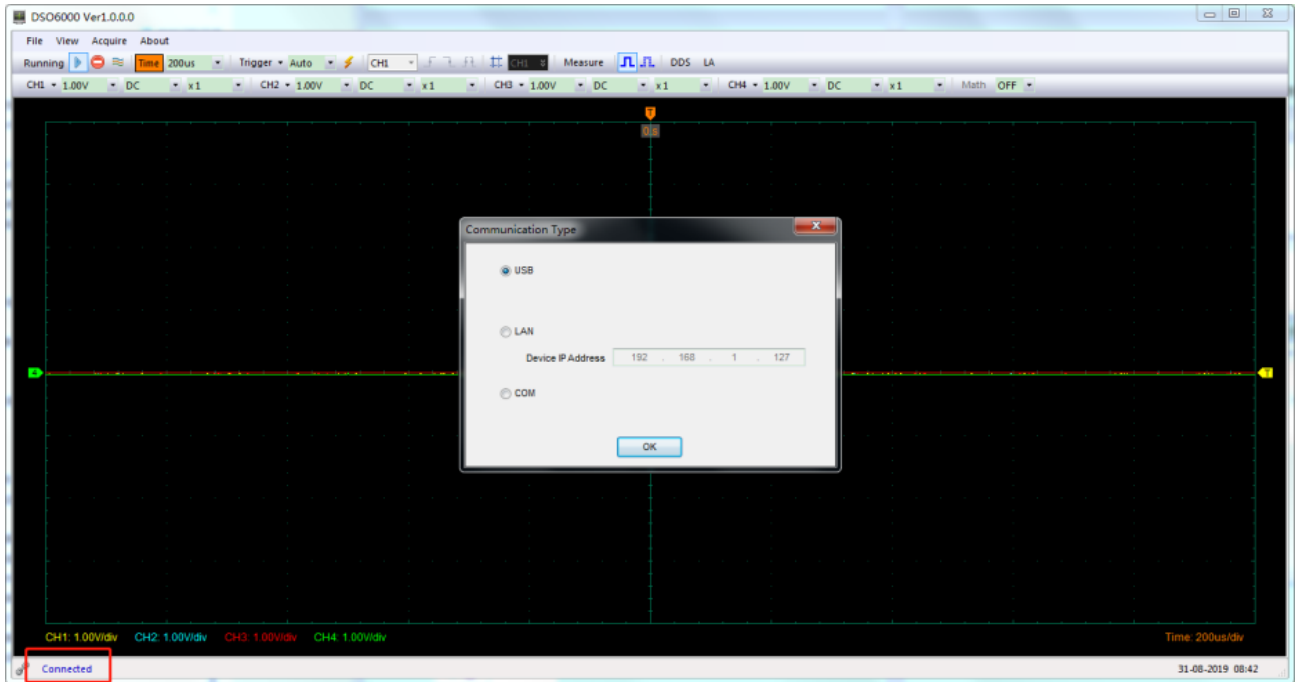 DSO6000 Ver1.0.0.0
File View Acquire About
Running Time 200us Trigger Auto CH1 CH1 Measure DDS LA
CH1 1.00V DC x1 CH2 1.00V DC x1 CH3 1.00V DC x1 CH4 1.00V DC x1 Math OFF
T
0 s
Communication Type
USB
LAN
Device IP Address 192 . 168 . 1 . 127
4
T
COM
OK
CH1: 1.00V/div CH2: 1.00V/div CH3: 1.00V/div CH4: 1.00V/div Time: 200us/div
Connected 31-08-2019 08:42